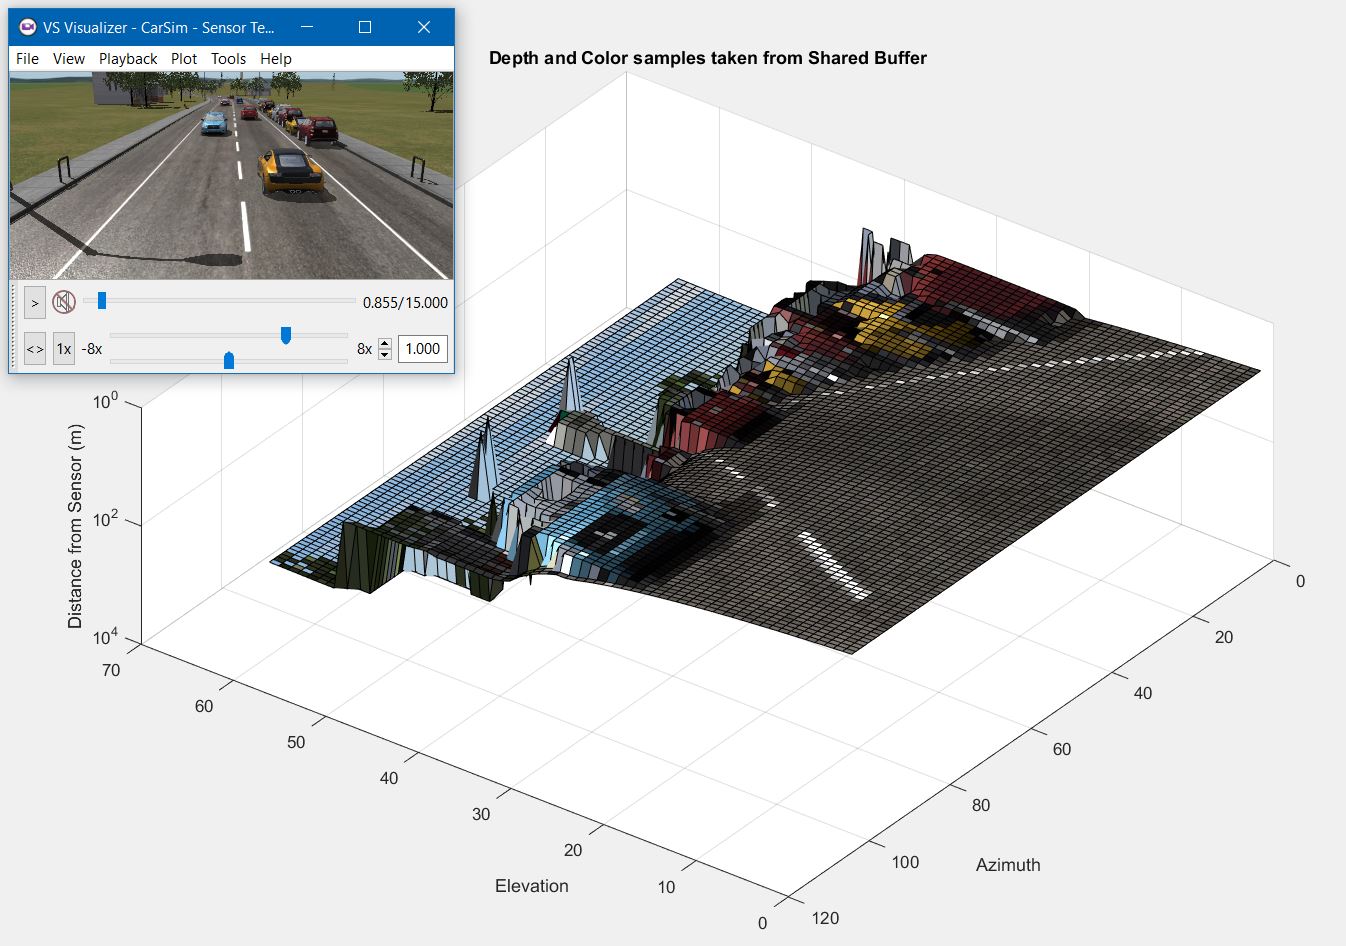 VS Visualizer - CarSim - Sensor Te...
File View Playback Plot Tools Help
>
0.855/15.000
<> 1x -8x 8x 1.000
Depth and Color samples taken from Shared Buffer
Distance from Sensor (m)
10^0
10^2
10^4
70
60
50
40
30
20
10
0
Elevation
0
20
40
60
80
100
120
Azimuth